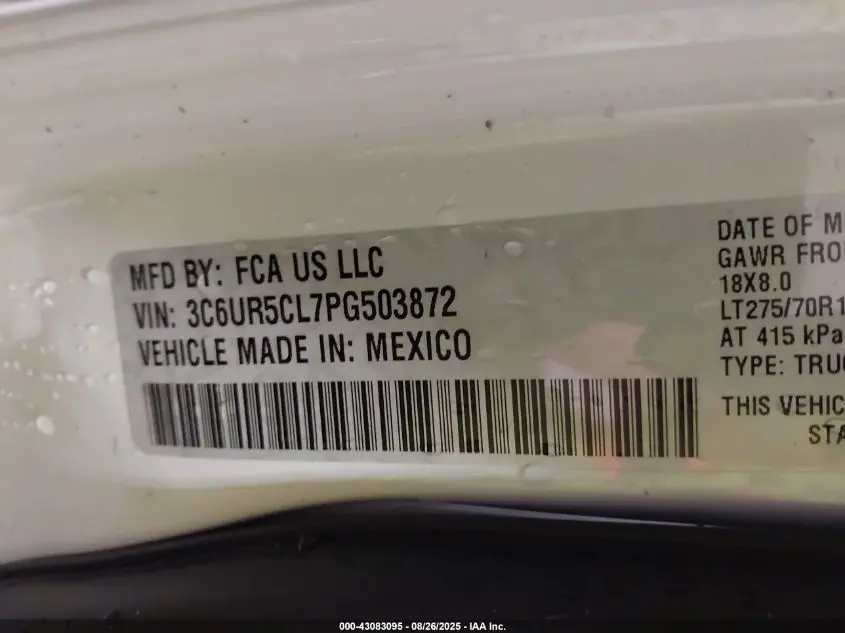 MFD BY: FCA US LLC
VIN: 3C6UR5CL7PG503872
VEHICLE MADE IN: MEXICO
DATE OF M
GAWR FRO
18X8.0
LT275/70R1
AT 415 kPa
TYPE: TRUC
THIS VEHIC
STA
000-43083095 - 08/26/2025 - IAA Inc.